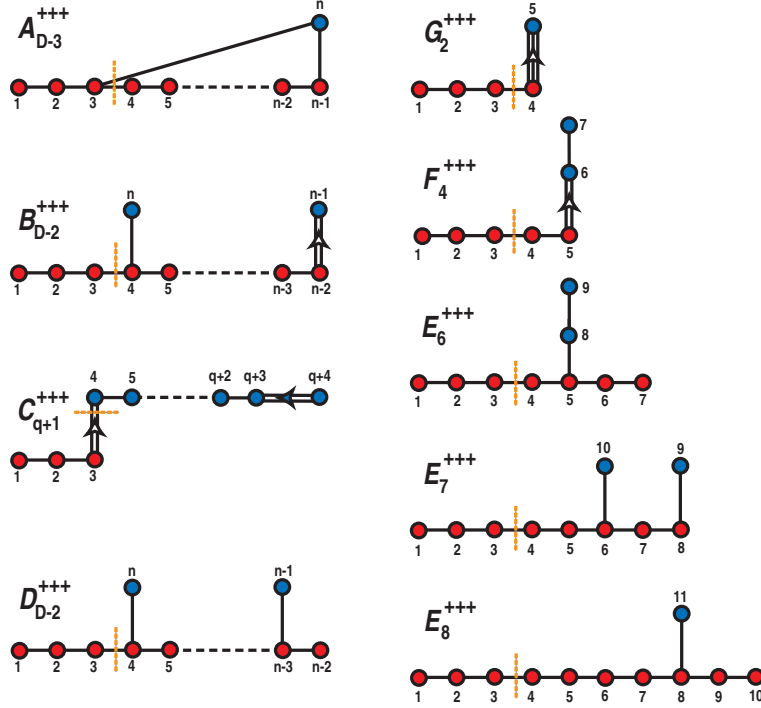 A+++D-3
n
1 2 3 4 5 n-2 n-1
B+++D-2
n n-1
1 2 3 4 5 n-3 n-2
C+++q+1
4 5 q+2 q+3 q+4
1 2 3
D+++D-2
n n-1
1 2 3 4 5 n-3 n-2
G+++2
5
1 2 3 4
F+++4
7
6
1 2 3 4 5
E+++6
9
8
1 2 3 4 5 6 7
E+++7
10 9
1 2 3 4 5 6 7 8
E+++8
11
1 2 3 4 5 6 7 8 9 10